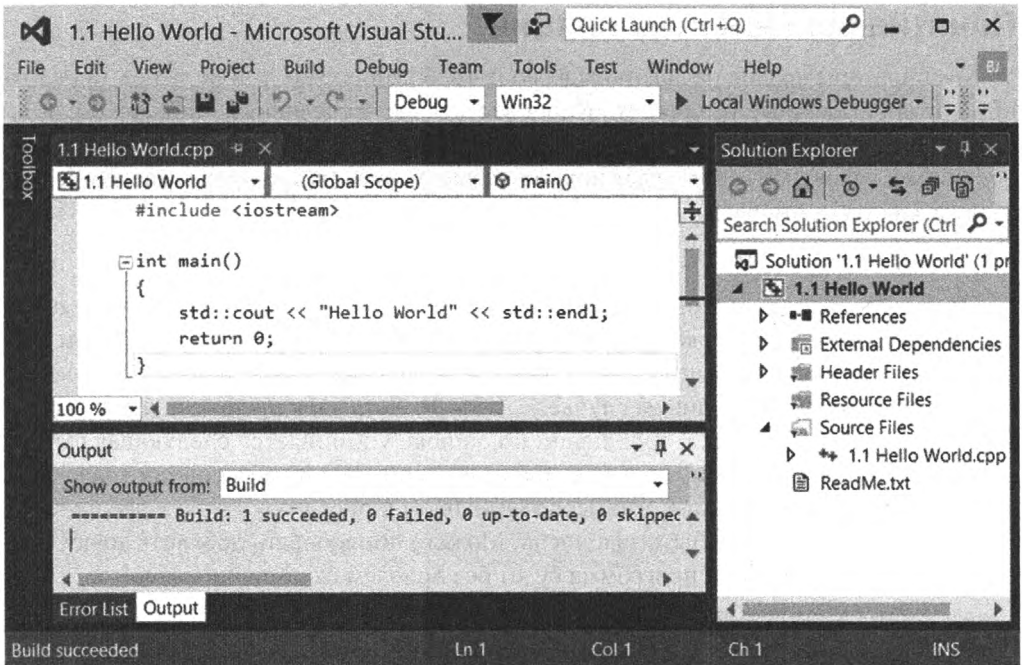 1.1 Hello World - Microsoft Visual Stu...
Quick Launch (Ctrl+Q)
File Edit View Project Build Debug Team Tools Test Window Help
BJ
Debug Win32 Local Windows Debugger
Toolbox
1.1 Hello World.cpp
1.1 Hello World (Global Scope) main()
#include <iostream>
int main()
{
std::cout << "Hello World" << std::endl;
return 0;
}
100 %
Output
Show output from: Build
========== Build: 1 succeeded, 0 failed, 0 up-to-date, 0 skipped
Error List Output
Solution Explorer
Search Solution Explorer (Ctrl
Solution '1.1 Hello World' (1 pr
1.1 Hello World
References
External Dependencies
Header Files
Resource Files
Source Files
1.1 Hello World.cpp
ReadMe.txt
Build succeeded Ln 1 Col 1 Ch 1 INS